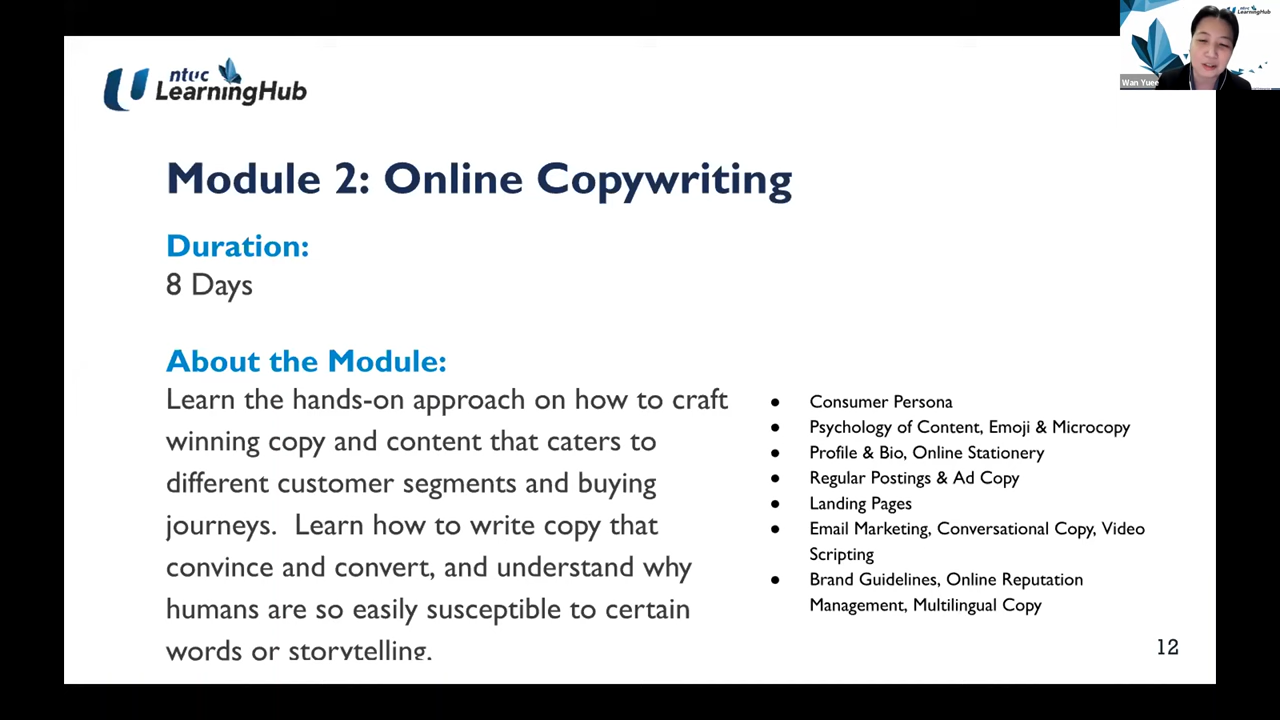 ntuc
LearningHub
ntuc
LearningHub
Wan Yuee
Module 2: Online Copywriting
Duration:
8 Days
About the Module:
Learn the hands-on approach on how to craft
winning copy and content that caters to
different customer segments and buying
journeys.  Learn how to write copy that
convince and convert, and understand why
humans are so easily susceptible to certain
words or storytelling.
● Consumer Persona
● Psychology of Content, Emoji & Microcopy
● Profile & Bio, Online Stationery
● Regular Postings & Ad Copy
● Landing Pages
● Email Marketing, Conversational Copy, Video
Scripting
● Brand Guidelines, Online Reputation
Management, Multilingual Copy
12